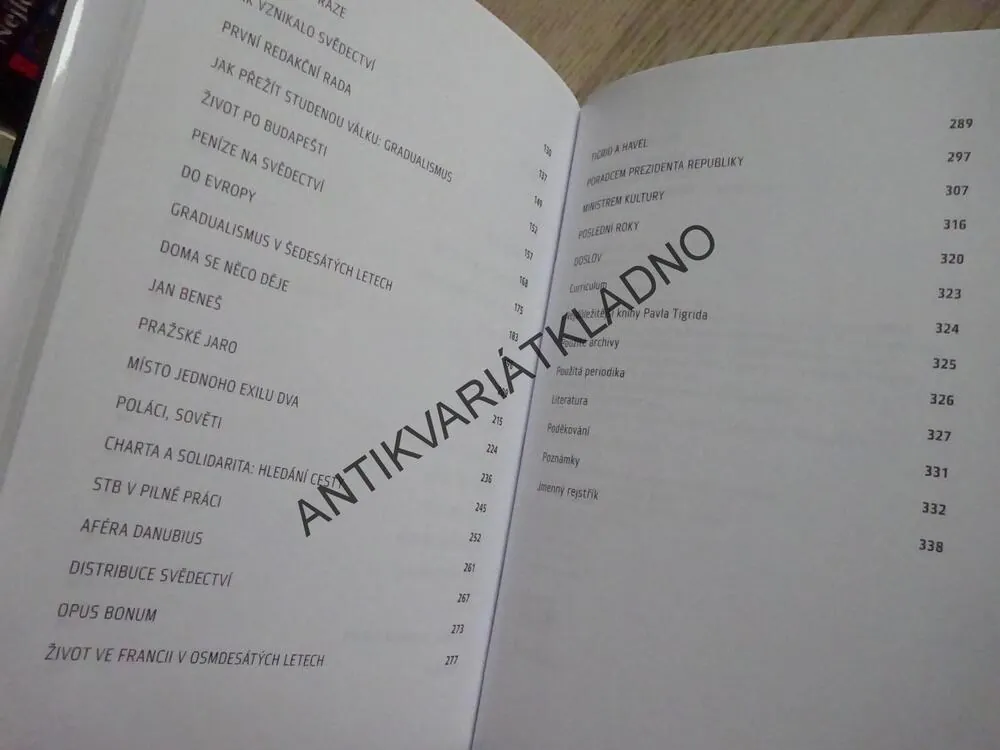 RÁZE 130
VZNIKALO SVĚDECTVÍ 137
PRVNÍ REDAKČNÍ RADA 149
JAK PŘEŽÍT STUDENOU VÁLKU: GRADUALISMUS 152
ŽIVOT PO BUDAPEŠTI 157
PENÍZE NA SVĚDECTVÍ 168
DO EVROPY 175
GRADUALISMUS V ŠEDESÁTÝCH LETECH 183
DOMA SE NĚCO DĚJE
JAN BENEŠ
PRAŽSKÉ JARO 215
MÍSTO JEDNOHO EXILU DVA 224
POLÁCI, SOVĚTI 236
CHARTA A SOLIDARITA: HLEDÁNÍ CESTY 245
STB V PILNÉ PRÁCI 252
AFÉRA DANUBIUS 261
DISTRIBUCE SVĚDECTVÍ 267
OPUS BONUM 273
ŽIVOT VE FRANCII V OSMDESÁTÝCH LETECH 277
TIGRID A HAVEL 289
PORADCEM PREZIDENTA REPUBLIKY 297
MINISTREM KULTURY 307
POSLEDNÍ ROKY 316
DOSLOV 320
Curriculum 323
Nejdůležitější knihy Pavla Tigrida 324
Použité archivy 325
Použitá periodika 326
Literatura 327
Poděkování 331
Poznámky 332
Jmenný rejstřík 338
ANTIKVARIÁTKLADNO